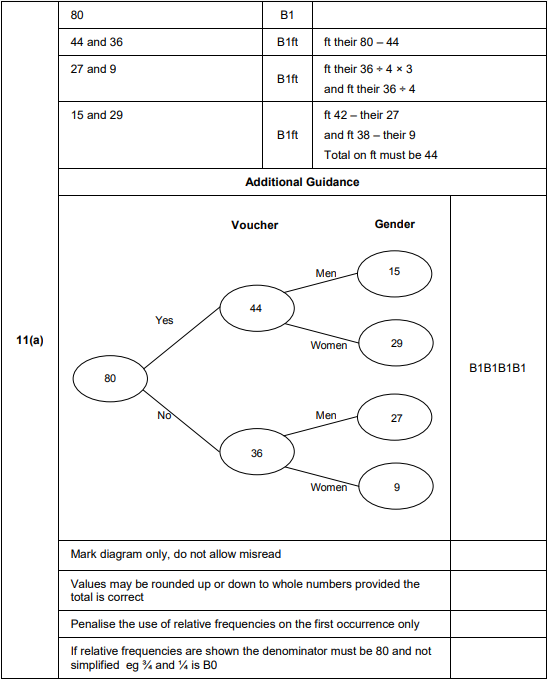 80 B1
44 and 36 B1ft ft their 80 – 44
27 and 9 B1ft ft their 36 ÷ 4 × 3
and ft their 36 ÷ 4
15 and 29 B1ft ft 42 – their 27
and ft 38 – their 9
Total on ft must be 44
Additional Guidance
11(a)
Voucher Gender
Men 15
Yes 44
Women 29
80
B1B1B1B1
No 36
Men 27
Women 9
Mark diagram only, do not allow misread
Values may be rounded up or down to whole numbers provided the
total is correct
Penalise the use of relative frequencies on the first occurrence only
If relative frequencies are shown the denominator must be 80 and not
simplified eg ¾ and ¼ is B0